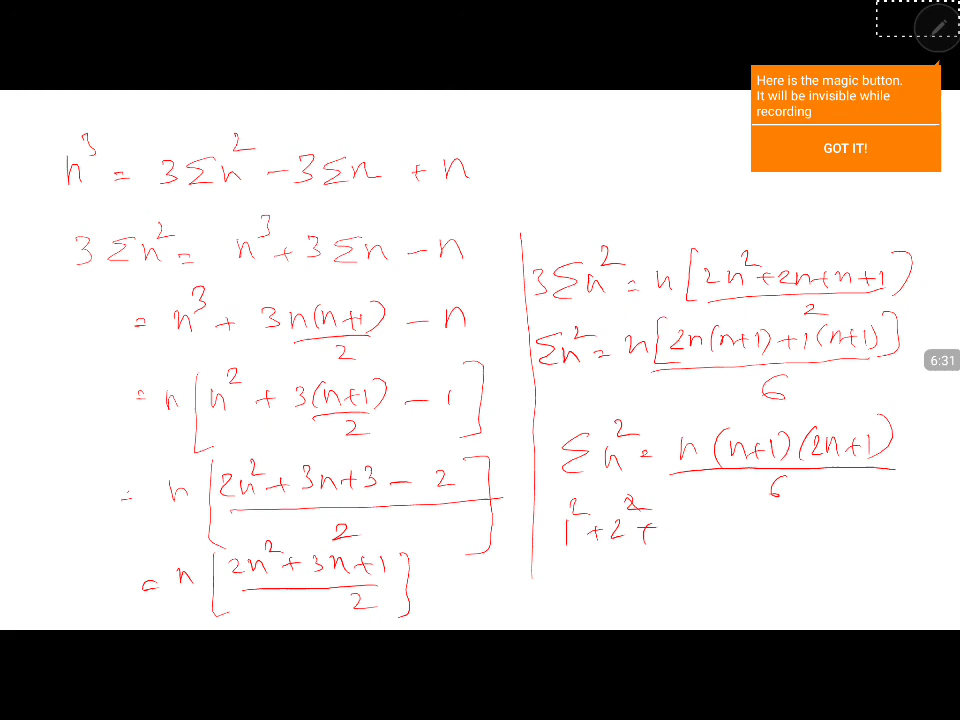 Here is the magic button.
It will be invisible while
recording
GOT IT!
6:31
n³ = 3Σn² - 3Σn + n
3Σn² = n³ + 3Σn - n
= n³ + 3n(n+1)/2 - n
= n[n² + 3(n+1)/2 - 1]
= n[2n² + 3n + 3 - 2 / 2]
= n[2n² + 3n + 1 / 2]
3Σn² = n[2n² + 2n + n + 1 / 2]
Σn² = n[2n(n+1) + 1(n+1)] / 6
Σn² = n(n+1)(2n+1) / 6
1² + 2² +